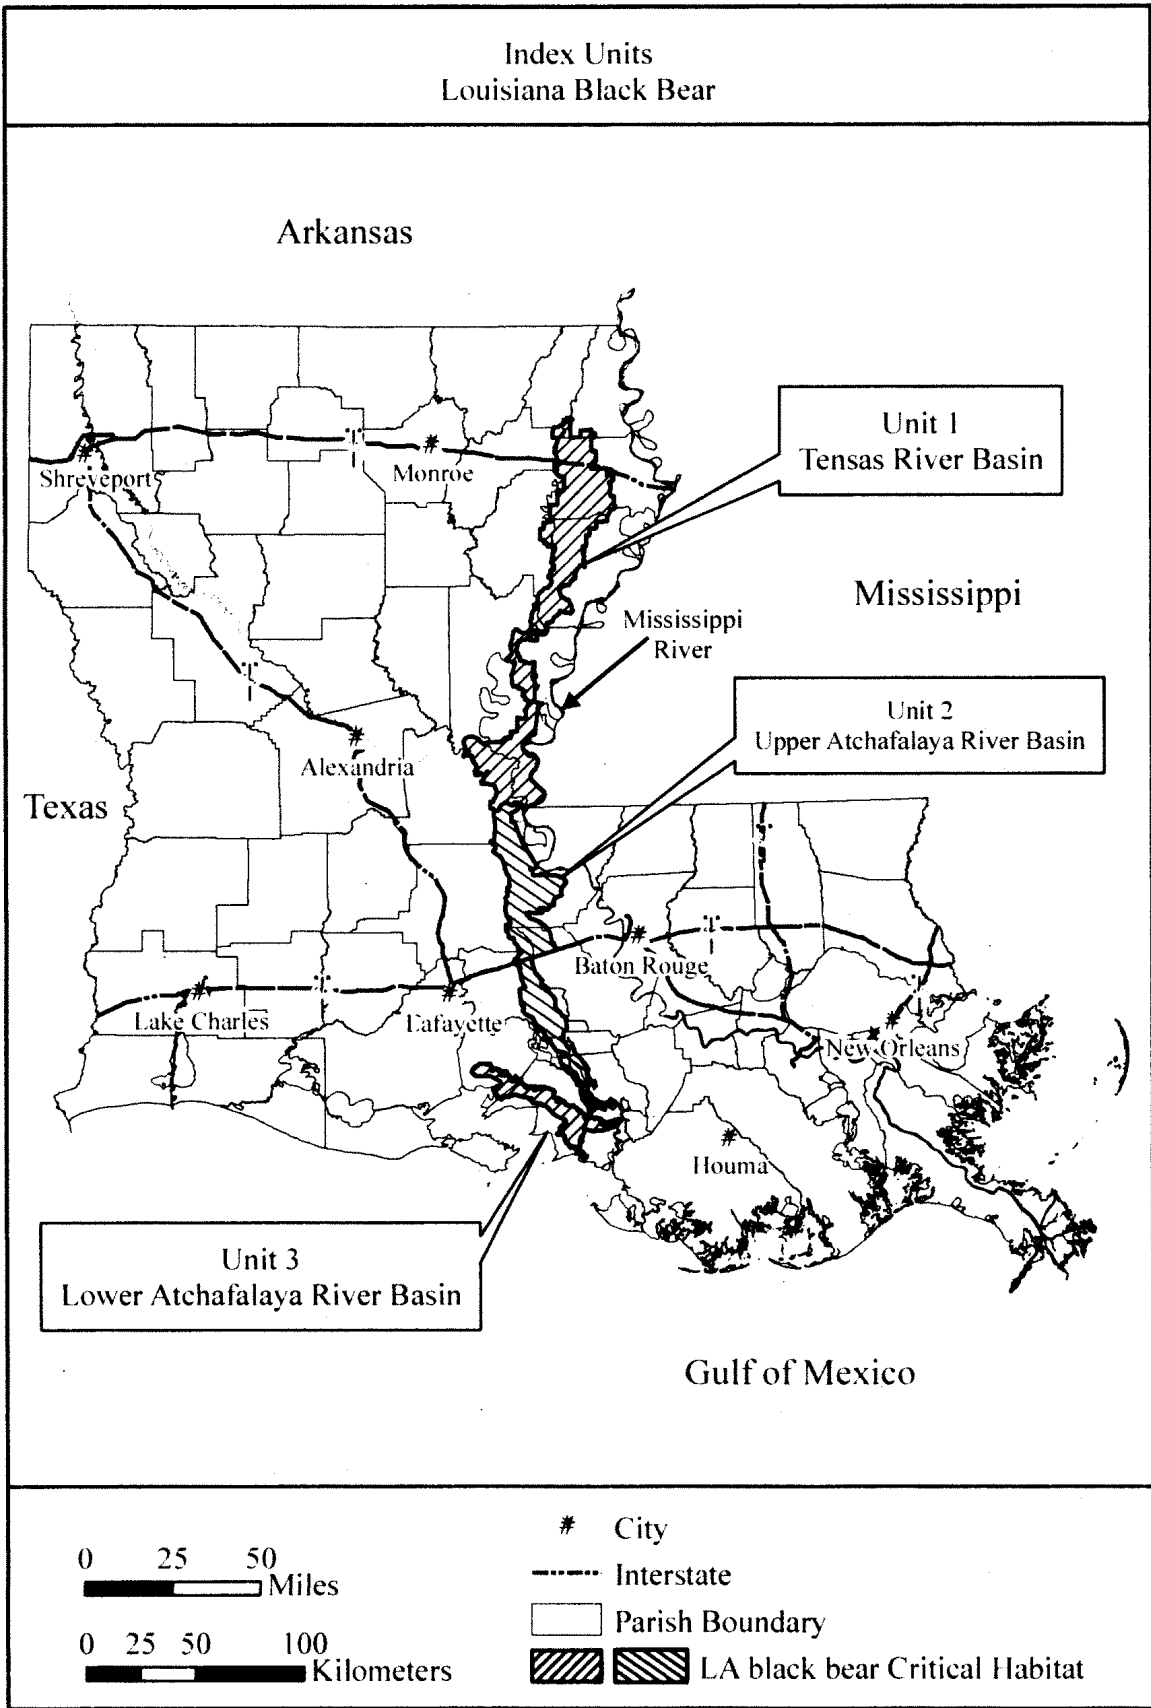 Index Units
Louisiana Black Bear
Arkansas
Unit 1
Tensas River Basin
Shreveport
Monroe
Mississippi
Mississippi
River
Unit 2
Upper Atchafalaya River Basin
Alexandria
Texas
Baton Rouge
Lake Charles
Lafayette
New Orleans
Houma
Unit 3
Lower Atchafalaya River Basin
Gulf of Mexico
City
0 25 50
Miles
Interstate
Parish Boundary
0 25 50 100
Kilometers
LA black bear Critical Habitat